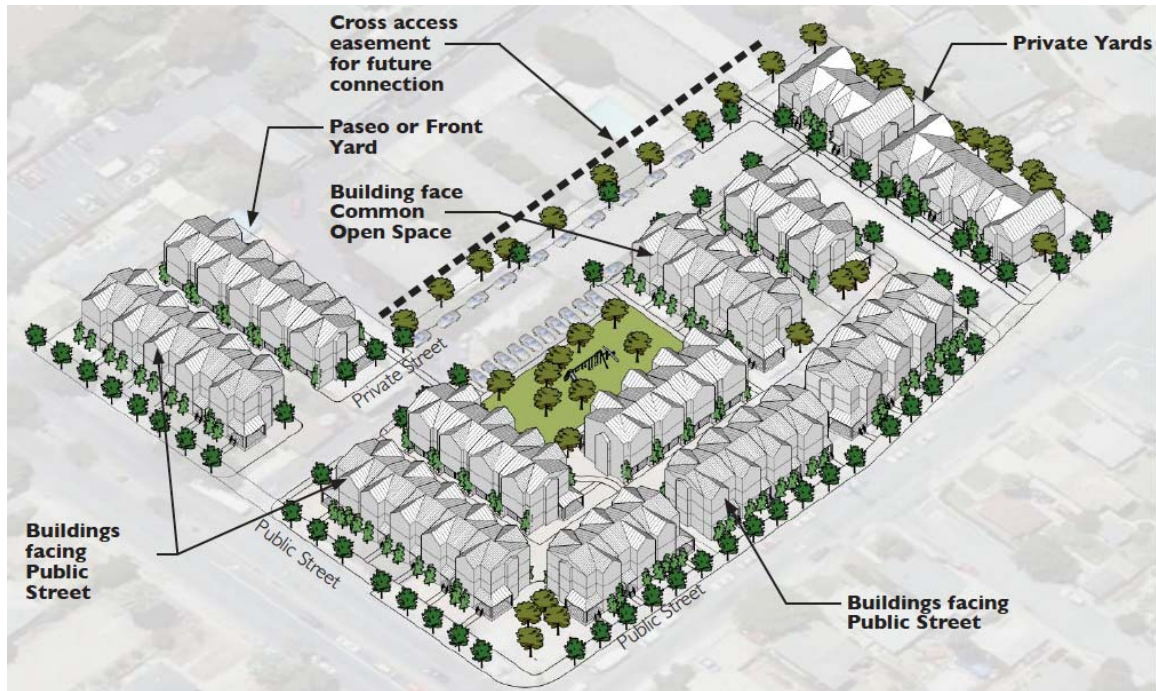 Cross access
easement
for future
connection
Private Yards
Paseo or Front
Yard
Building face
Common
Open Space
Private Street
Buildings
facing
Public
Street
Public Street
Public Street
Buildings facing
Public Street